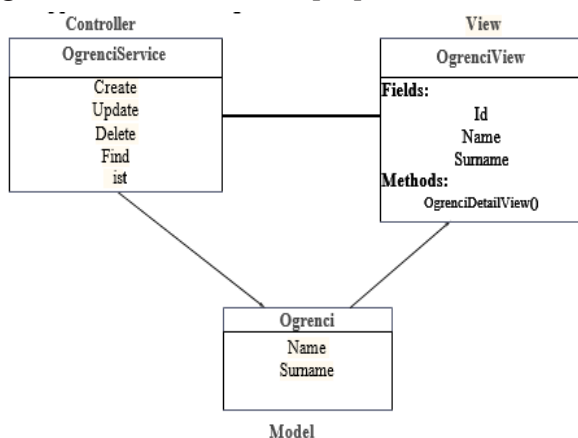 Controller
View
OgrenciService
Create
Update
Delete
Find
ist
OgrenciView
Fields:
Id
Name
Surname
Methods:
OgrenciDetailView()
Ogrenci
Name
Surname
Model